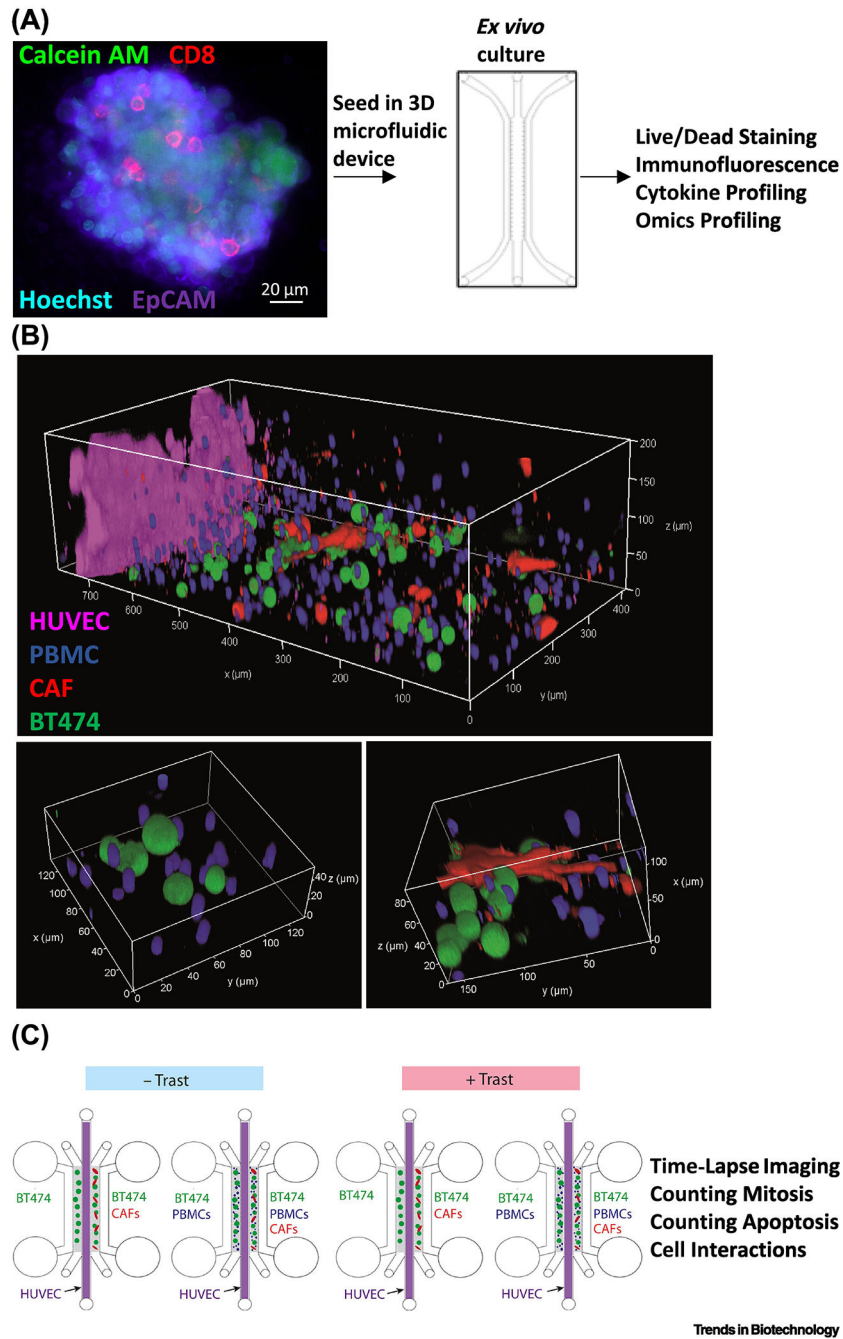 (A)
Calcein AM CD8
Hoechst EpCAM
20 μm
Seed in 3D
microfluidic
device
Ex vivo
culture
Live/Dead Staining
Immunofluorescence
Cytokine Profiling
Omics Profiling
(B)
HUVEC
PBMC
CAF
BT474
700
600
500
400
300
200
100
0
x (μm)
100
200
300
400
y (μm)
200
150
100
50
0
z (μm)
120
100
80
60
40
20
0
x (μm)
0
20
40
60
80
100
120
y (μm)
40
20
0
z (μm)
80
60
40
20
0
z (μm)
150
100
50
0
y (μm)
100
50
0
x (μm)
(C)
– Trast
+ Trast
BT474
BT474
CAFs
HUVEC
BT474
PBMCs
BT474
PBMCs
CAFs
HUVEC
BT474
BT474
CAFs
HUVEC
BT474
PBMCs
BT474
PBMCs
CAFs
HUVEC
Time-Lapse Imaging
Counting Mitosis
Counting Apoptosis
Cell Interactions
Trends in Biotechnology